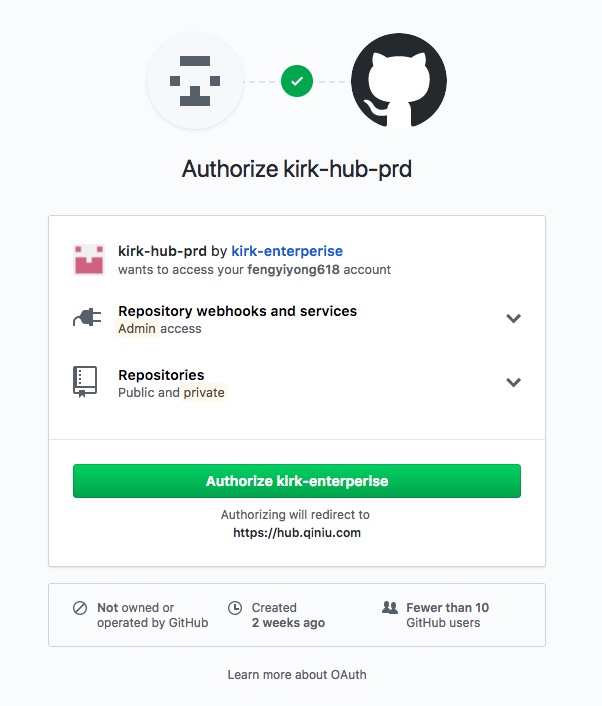 Authorize kirk-hub-prd
kirk-hub-prd by kirk-enterperise
wants to access your fengyiyong618 account
Repository webhooks and services
Admin access
Repositories
Public and private
Authorize kirk-enterperise
Authorizing will redirect to
https://hub.qiniu.com
Not owned or
operated by GitHub
Created
2 weeks ago
Fewer than 10
GitHub users
Learn more about OAuth